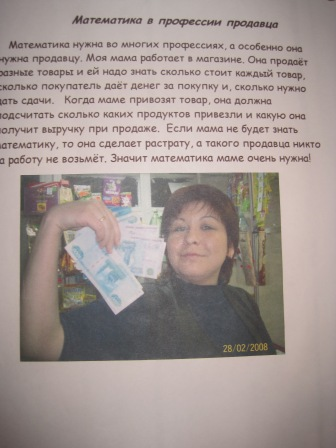 Математика в профессии продавца
Математика нужна во многих профессиях, а особенно она
нужна продавцу. Моя мама работает в магазине. Она продаёт
разные товары и ей надо знать сколько стоит каждый товар,
сколько покупатель даёт денег за покупку и, сколько нужно
дать сдачи. Когда маме привозят товар, она должна
подсчитать сколько каких продуктов привезли и какую она
получит выручку при продаже. Если мама не будет знать
математику, то она сделает растрату, а такого продавца никто
на работу не возьмёт. Значит математика маме очень нужна!
28/02/2008